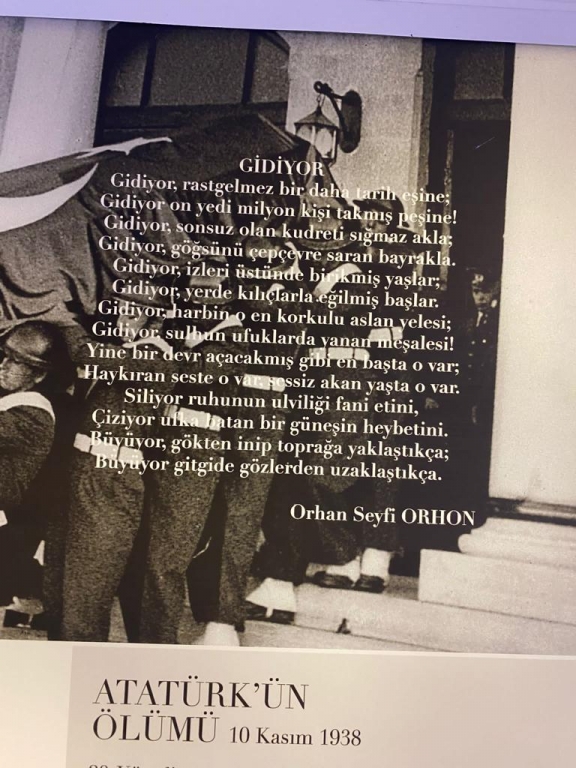 GİDİYOR
Gidiyor, rastgelmez bir daha tarih eşine;
Gidiyor on yedi milyon kişi takmış peşine!
Gidiyor, sonsuz olan kudreti sığmaz akla;
Gidiyor, göğsünü çepçevre saran bayrakla.
Gidiyor, izleri üstünde birikmiş yaşlar,
Gidiyor, yerde kılıçlarla eğilmiş başlar.
Gidiyor, harbin o en korkulu aslan yelesi;
Gidiyor, sulhun ufuklarda yanan meşalesi!
Yine bir devr açacakmış gibi en başta o var;
Haykıran seste o var, sessiz akan yaşta o var.
Siliyor ruhunun ulviliği fani etini,
Çiziyor ufka batan bir güneşin heybetini.
Büyüyor, gökten inip toprağa yaklaştıkça;
Büyüyor gitgide gözlerden uzaklaştıkça.
Orhan Seyfi ORHON
ATATÜRK'ÜN
ÖLÜMÜ 10 Kasım 1938